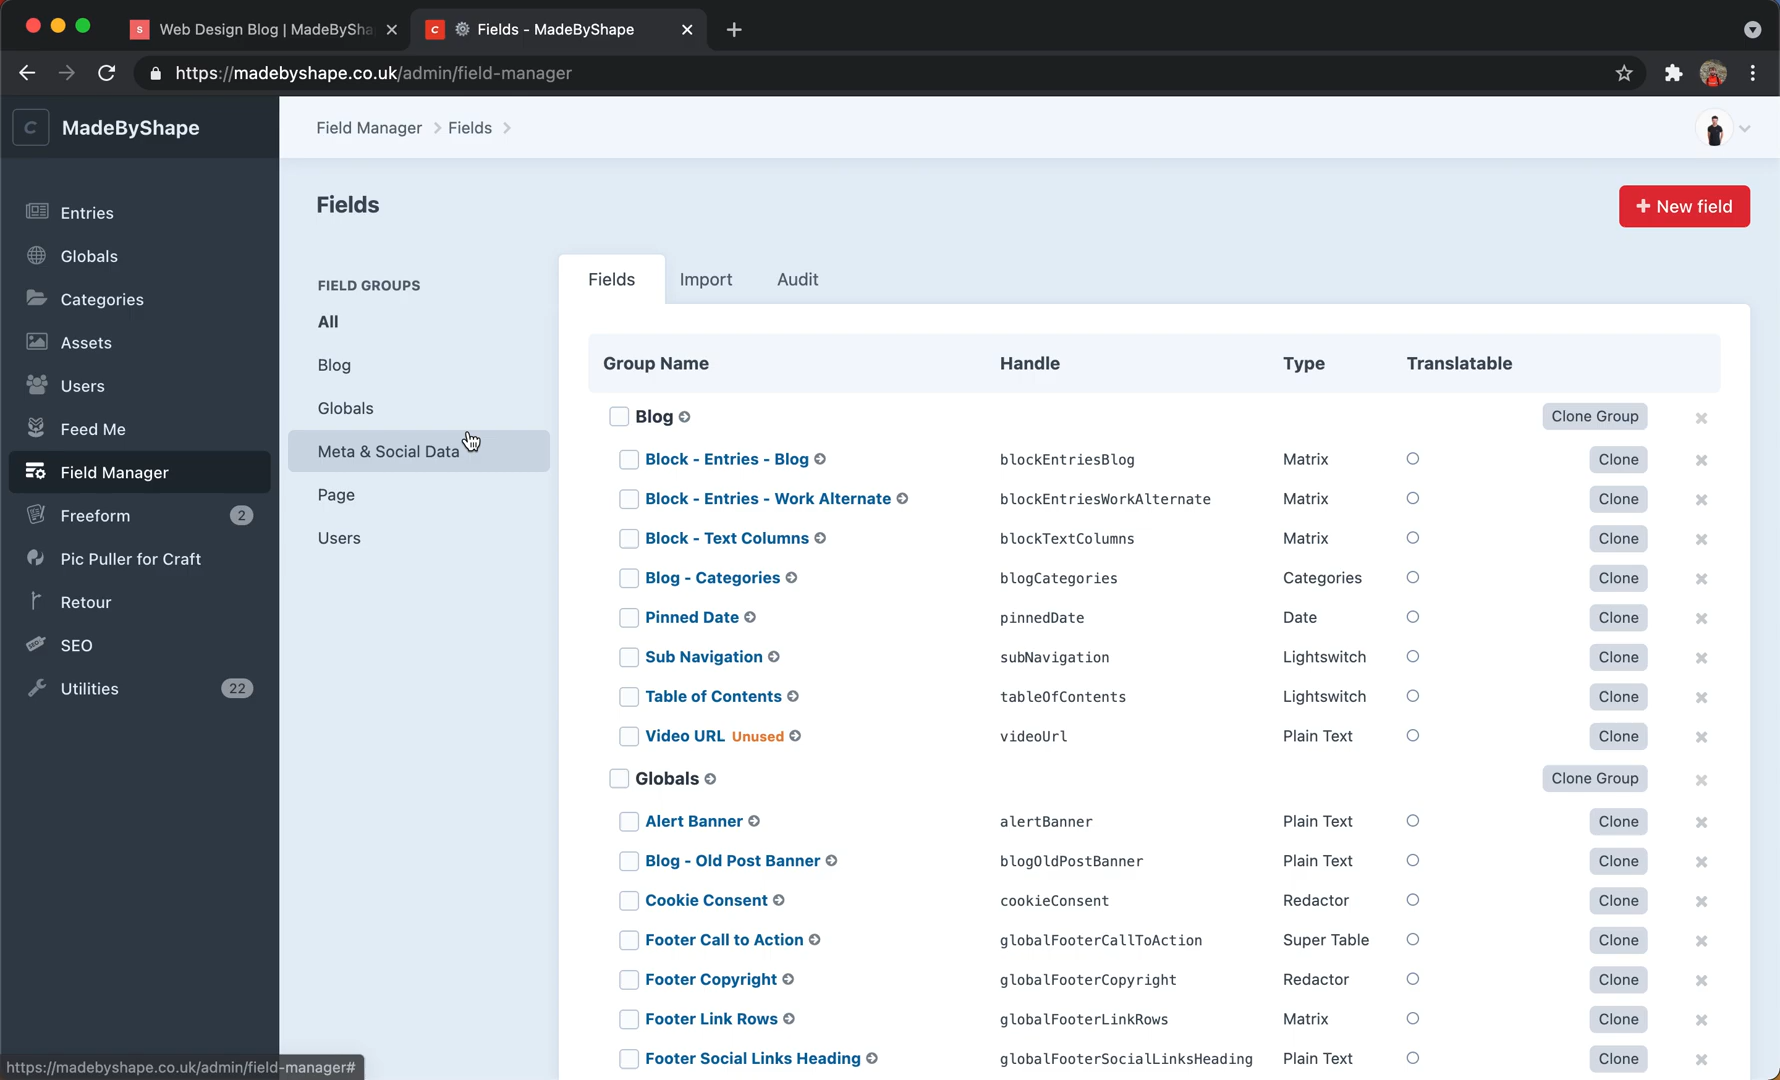 Web Design Blog | MadeBySha
Fields - MadeByShape
https://madebyshape.co.uk/admin/field-manager
MadeByShape
Field Manager
Fields
Entries
Globals
Categories
Assets
Users
Feed Me
Field Manager
Freeform 2
Pic Puller for Craft
Retour
SEO
Utilities 22
Fields
+ New field
FIELD GROUPS
All
Blog
Globals
Meta & Social Data
Page
Users
Fields Import Audit
Group Name Handle Type Translatable
Blog Clone Group
Block - Entries - Blog blockEntriesBlog Matrix Clone
Block - Entries - Work Alternate blockEntriesWorkAlternate Matrix Clone
Block - Text Columns blockTextColumns Matrix Clone
Blog - Categories blogCategories Categories Clone
Pinned Date pinnedDate Date Clone
Sub Navigation subNavigation Lightswitch Clone
Table of Contents tableOfContents Lightswitch Clone
Video URL Unused videoUrl Plain Text Clone
Globals Clone Group
Alert Banner alertBanner Plain Text Clone
Blog - Old Post Banner blogOldPostBanner Plain Text Clone
Cookie Consent cookieConsent Redactor Clone
Footer Call to Action globalFooterCallToAction Super Table Clone
Footer Copyright globalFooterCopyright Redactor Clone
Footer Link Rows globalFooterLinkRows Matrix Clone
Footer Social Links Heading globalFooterSocialLinksHeading Plain Text Clone
https://madebyshape.co.uk/admin/field-manager#